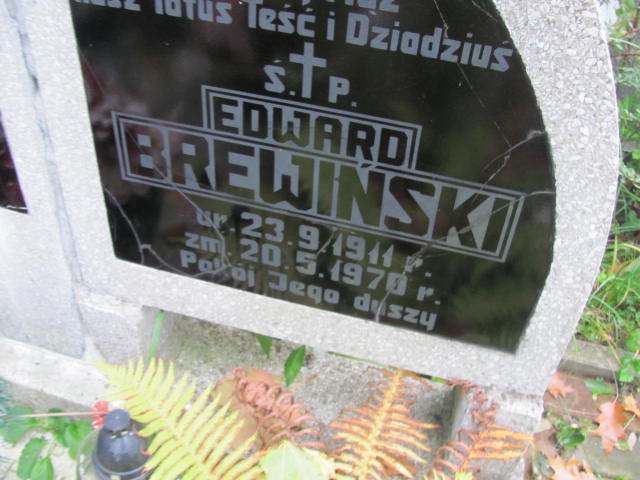 Tatuś Teść i Dziadziuś
Ś. P.
EDWARD
BREWIŃSKI
ur. 23.9.1911 r.
zm. 20.5.1970 r.
Pokój Jego duszy